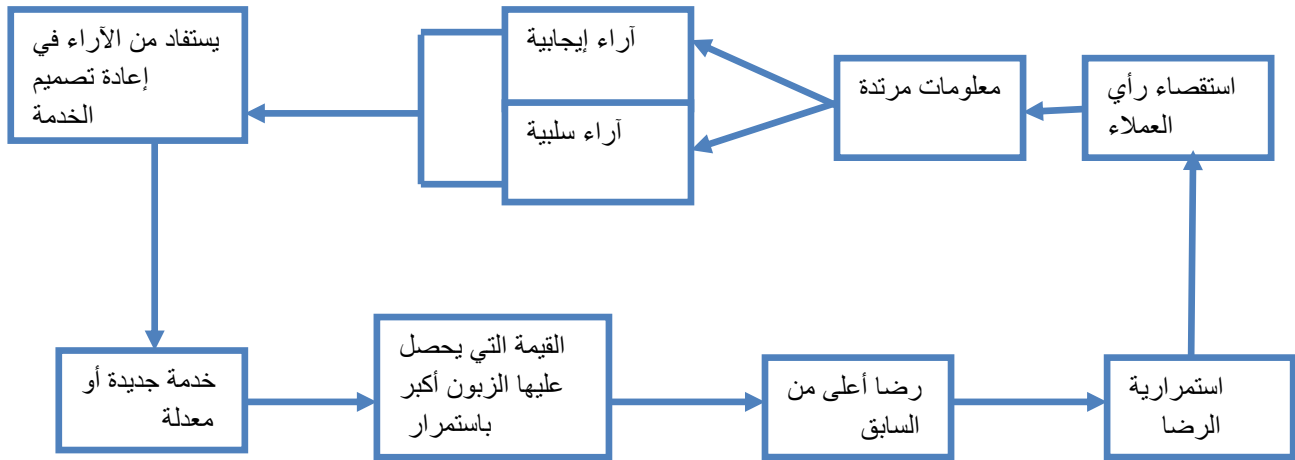 استقصاء رأي
العملاء
معلومات مرتدة
آراء إيجابية
آراء سلبية
يستفاد من الآراء في
إعادة تصميم
الخدمة
خدمة جديدة أو
معدلة
القيمة التي يحصل
عليها الزبون أكبر
باستمرار
رضا أعلى من
السابق
استمرارية
الرضا